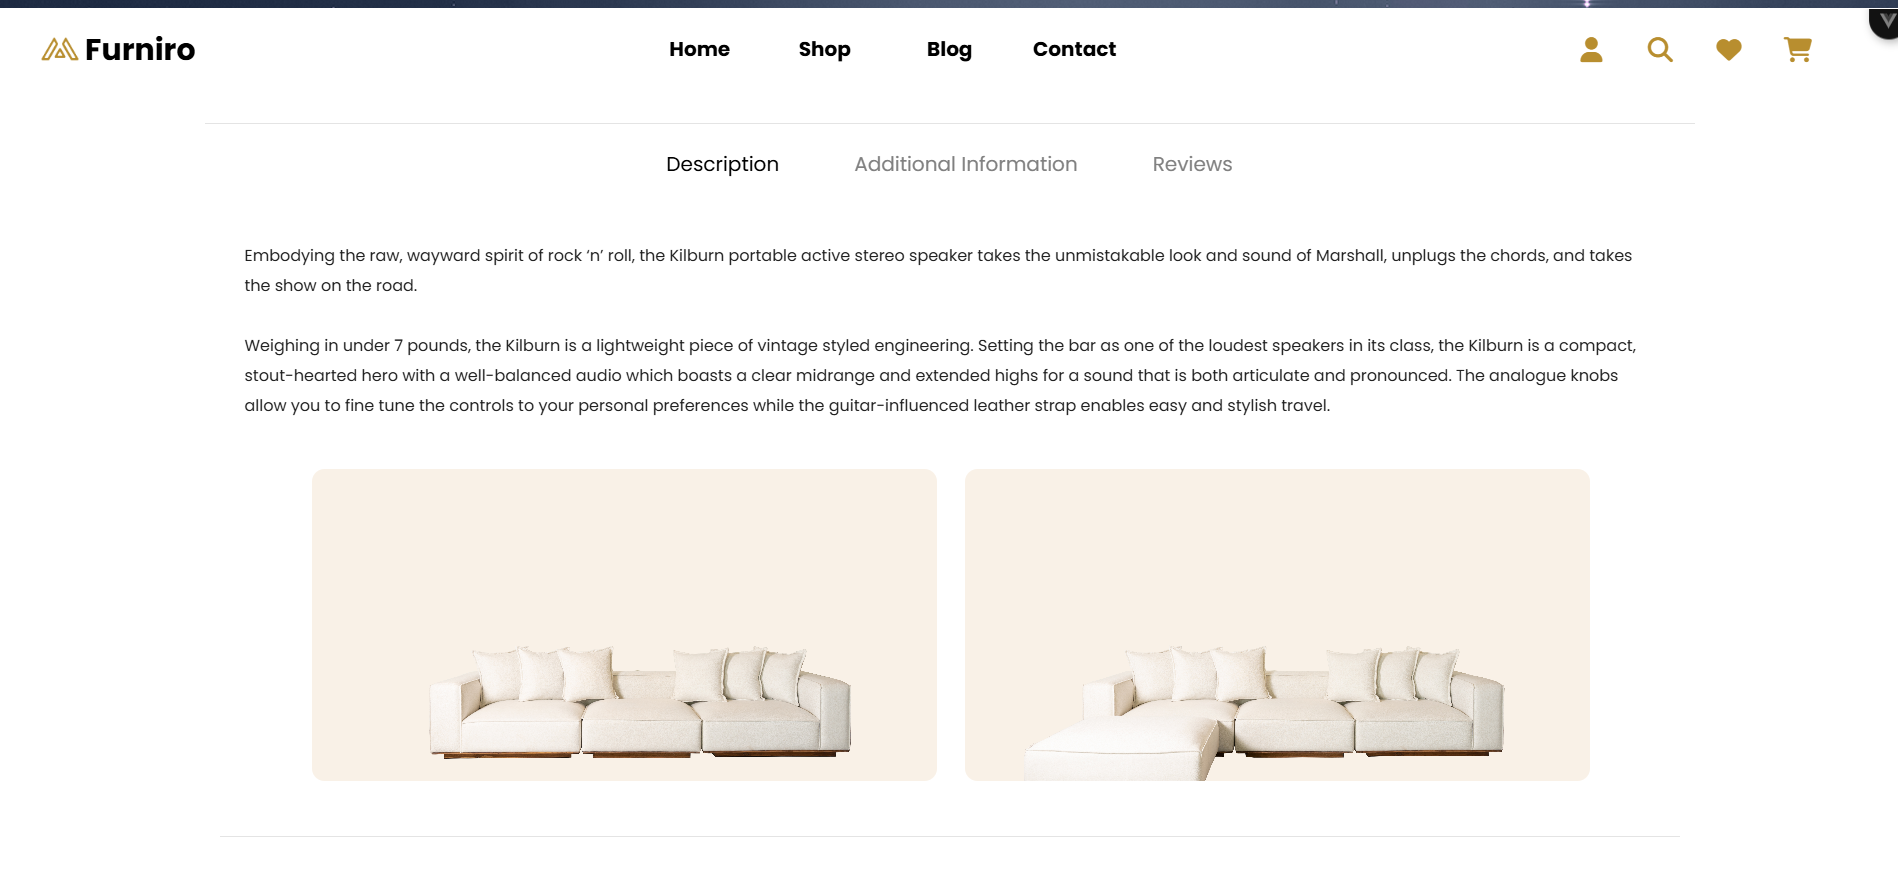 Furniro
Home Shop Blog Contact
Description Additional Information Reviews
Embodying the raw, wayward spirit of rock ‘n’ roll, the Kilburn portable active stereo speaker takes the unmistakable look and sound of Marshall, unplugs the chords, and takes
the show on the road.
Weighing in under 7 pounds, the Kilburn is a lightweight piece of vintage styled engineering. Setting the bar as one of the loudest speakers in its class, the Kilburn is a compact,
stout-hearted hero with a well-balanced audio which boasts a clear midrange and extended highs for a sound that is both articulate and pronounced. The analogue knobs
allow you to fine tune the controls to your personal preferences while the guitar-influenced leather strap enables easy and stylish travel.